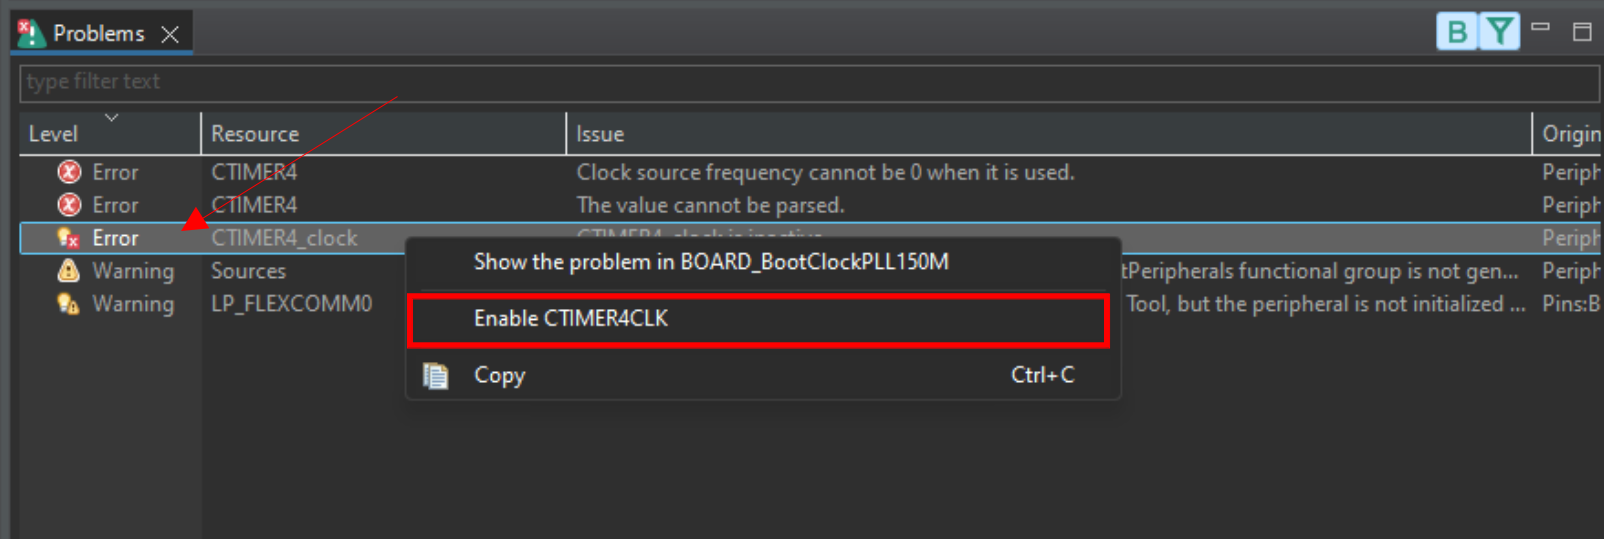 Problems
B
type filter text
Level Resource Issue Origin
Error CTIMER4 Clock source frequency cannot be 0 when it is used. Periph
Error CTIMER4 The value cannot be parsed. Periph
Error CTIMER4_clock Periph
Show the problem in BOARD_BootClockPLL150M
Warning Sources tPeripherals functional group is not gen... Periph
Warning LP_FLEXCOMM0 Tool, but the peripheral is not initialized ... Pins:B
Enable CTIMER4CLK
Copy Ctrl+C